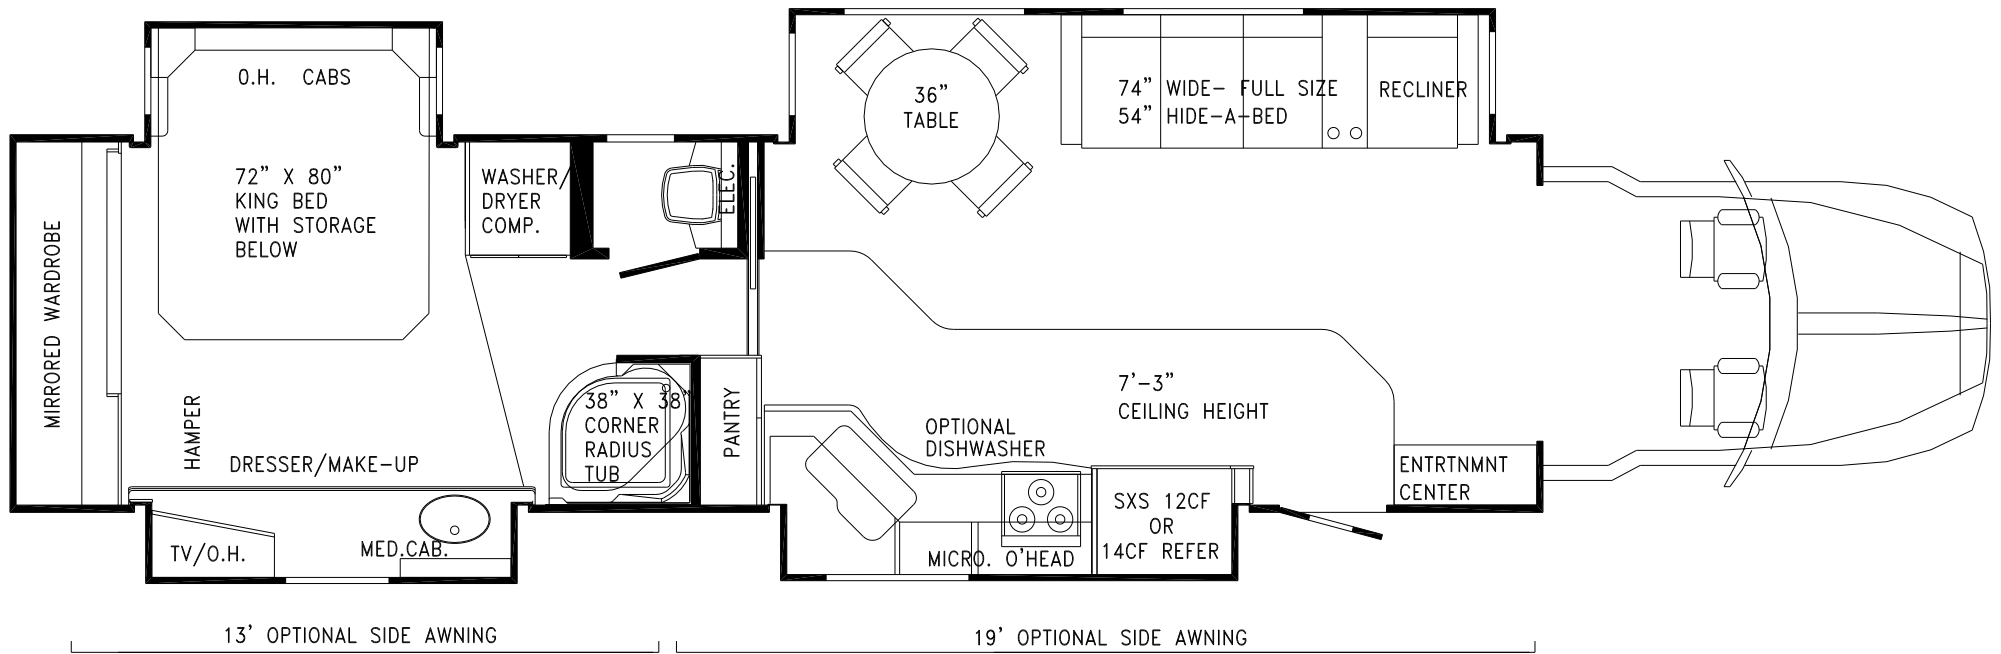 O.H. CABS
72” X 80”
KING BED
WITH STORAGE
BELOW
MIRRORED WARDROBE
HAMPER
DRESSER/MAKE-UP
TV/O.H.
MED.CAB.
WASHER/
DRYER
COMP.
ELEC.
38” X 38”
CORNER
RADIUS
TUB
PANTRY
36”
TABLE
74” WIDE- FULL SIZE
54” HIDE-A-BED
RECLINER
7’-3”
CEILING HEIGHT
OPTIONAL
DISHWASHER
MICRO. O’HEAD
SXS 12CF
OR
14CF REFER
ENTRTNMNT
CENTER
13’ OPTIONAL SIDE AWNING
19’ OPTIONAL SIDE AWNING